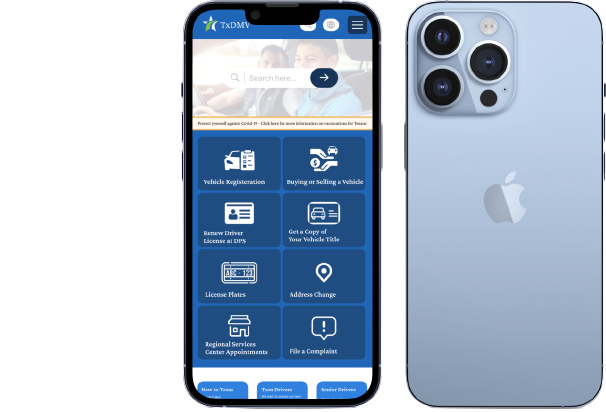 TxDMV
Search here...
Protect yourself against Covid-19 - Click here for more information on vaccinations for Texans
Vehicle Registeration
Buying or Selling a Vehicle
Renew Driver
License at DPS
Get a Copy of
Your Vehicle Title
ABC 123
License Plates
Address Change
Regional Services
Center Appointments
File a Complaint
New to Texas
Teen Drivers
Senior Drivers